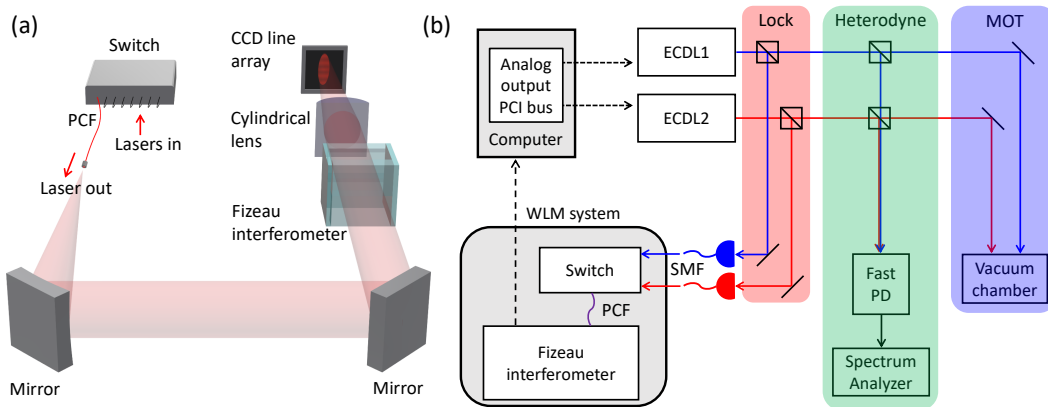 (a)
Switch
PCF
Lasers in
Laser out
CCD line
array
Cylindrical
lens
Fizeau
interferometer
Mirror
Mirror
(b)
Lock
Heterodyne
MOT
Analog
output
PCI bus
Computer
ECDL1
ECDL2
WLM system
Switch
SMF
PCF
Fizeau
interferometer
Fast
PD
Spectrum
Analyzer
Vacuum
chamber